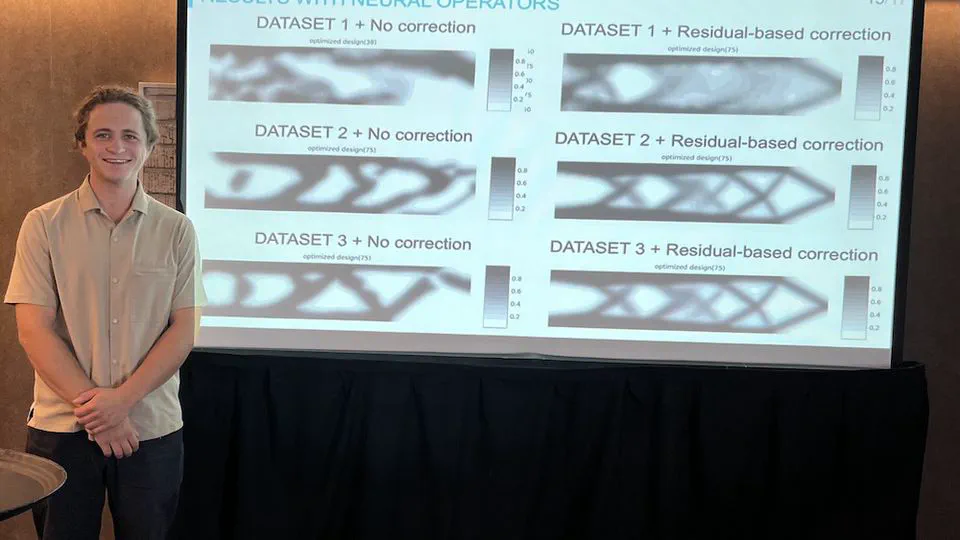 RESULTS WITH NEURAL OPERATORS
DATASET 1 + No correction
optimized design(38)
0.8
0.6
0.4
0.2
DATASET 1 + Residual-based correction
optimized design(75)
0.8
0.6
0.4
0.2
DATASET 2 + No correction
optimized design(75)
0.8
0.6
0.4
0.2
DATASET 2 + Residual-based correction
optimized design(75)
0.8
0.6
0.4
0.2
DATASET 3 + No correction
optimized design(75)
0.8
0.6
0.4
0.2
DATASET 3 + Residual-based correction
optimized design(75)
0.8
0.6
0.4
0.2